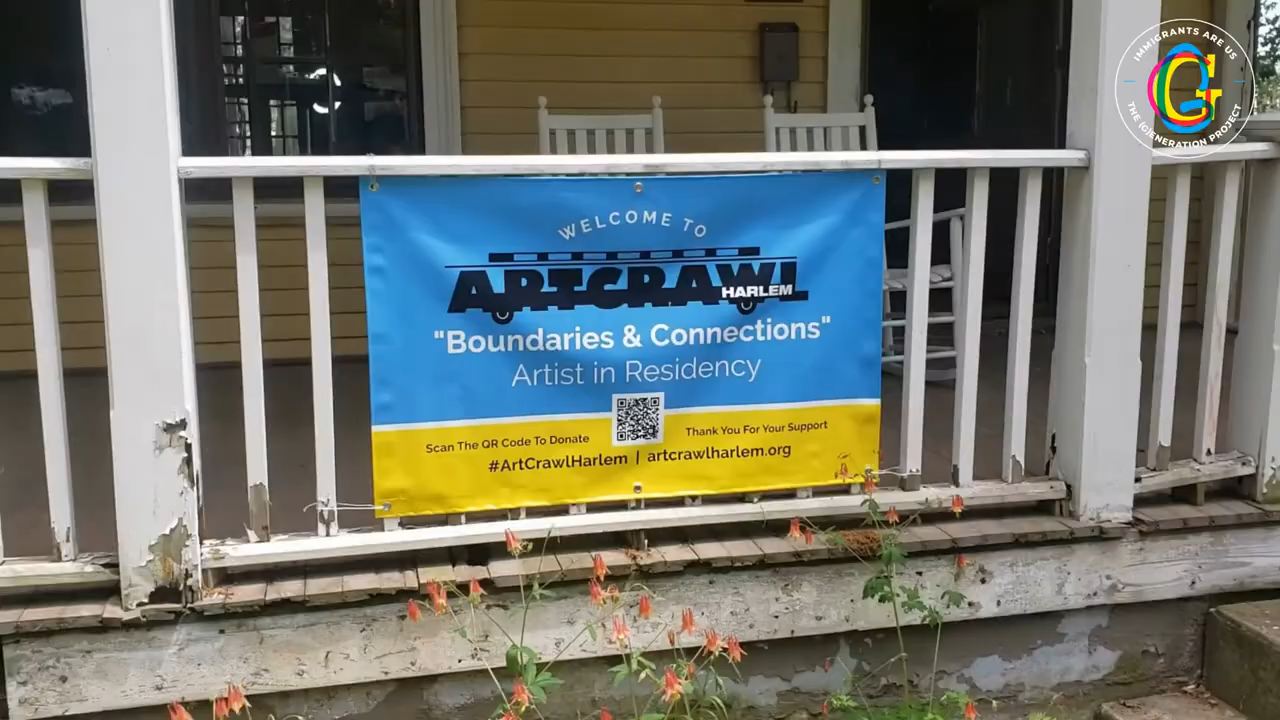 IMMIGRANTS ARE US
THE (G)ENERATION PROJECT
WELCOME TO
ARTCRAWL
HARLEM
"Boundaries & Connections"
Artist in Residency
Scan The QR Code To Donate
Thank You For Your Support
#ArtCrawlHarlem | artcrawlharlem.org